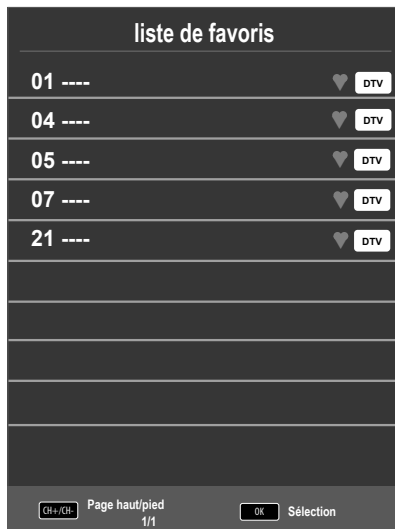 liste de favoris
01 ---- DTV
04 ---- DTV
05 ---- DTV
07 ---- DTV
21 ---- DTV
CH+/CH- Page haut/pied OK Sélection
1/1